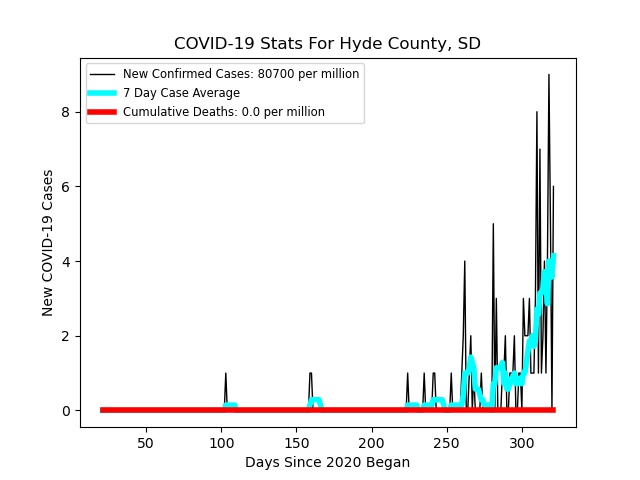 COVID-19 Stats For Hyde County, SD
New Confirmed Cases: 80700 per million
7 Day Case Average
Cumulative Deaths: 0.0 per million
New COVID-19 Cases
8
6
4
2
0
50 100 150 200 250 300
Days Since 2020 Began